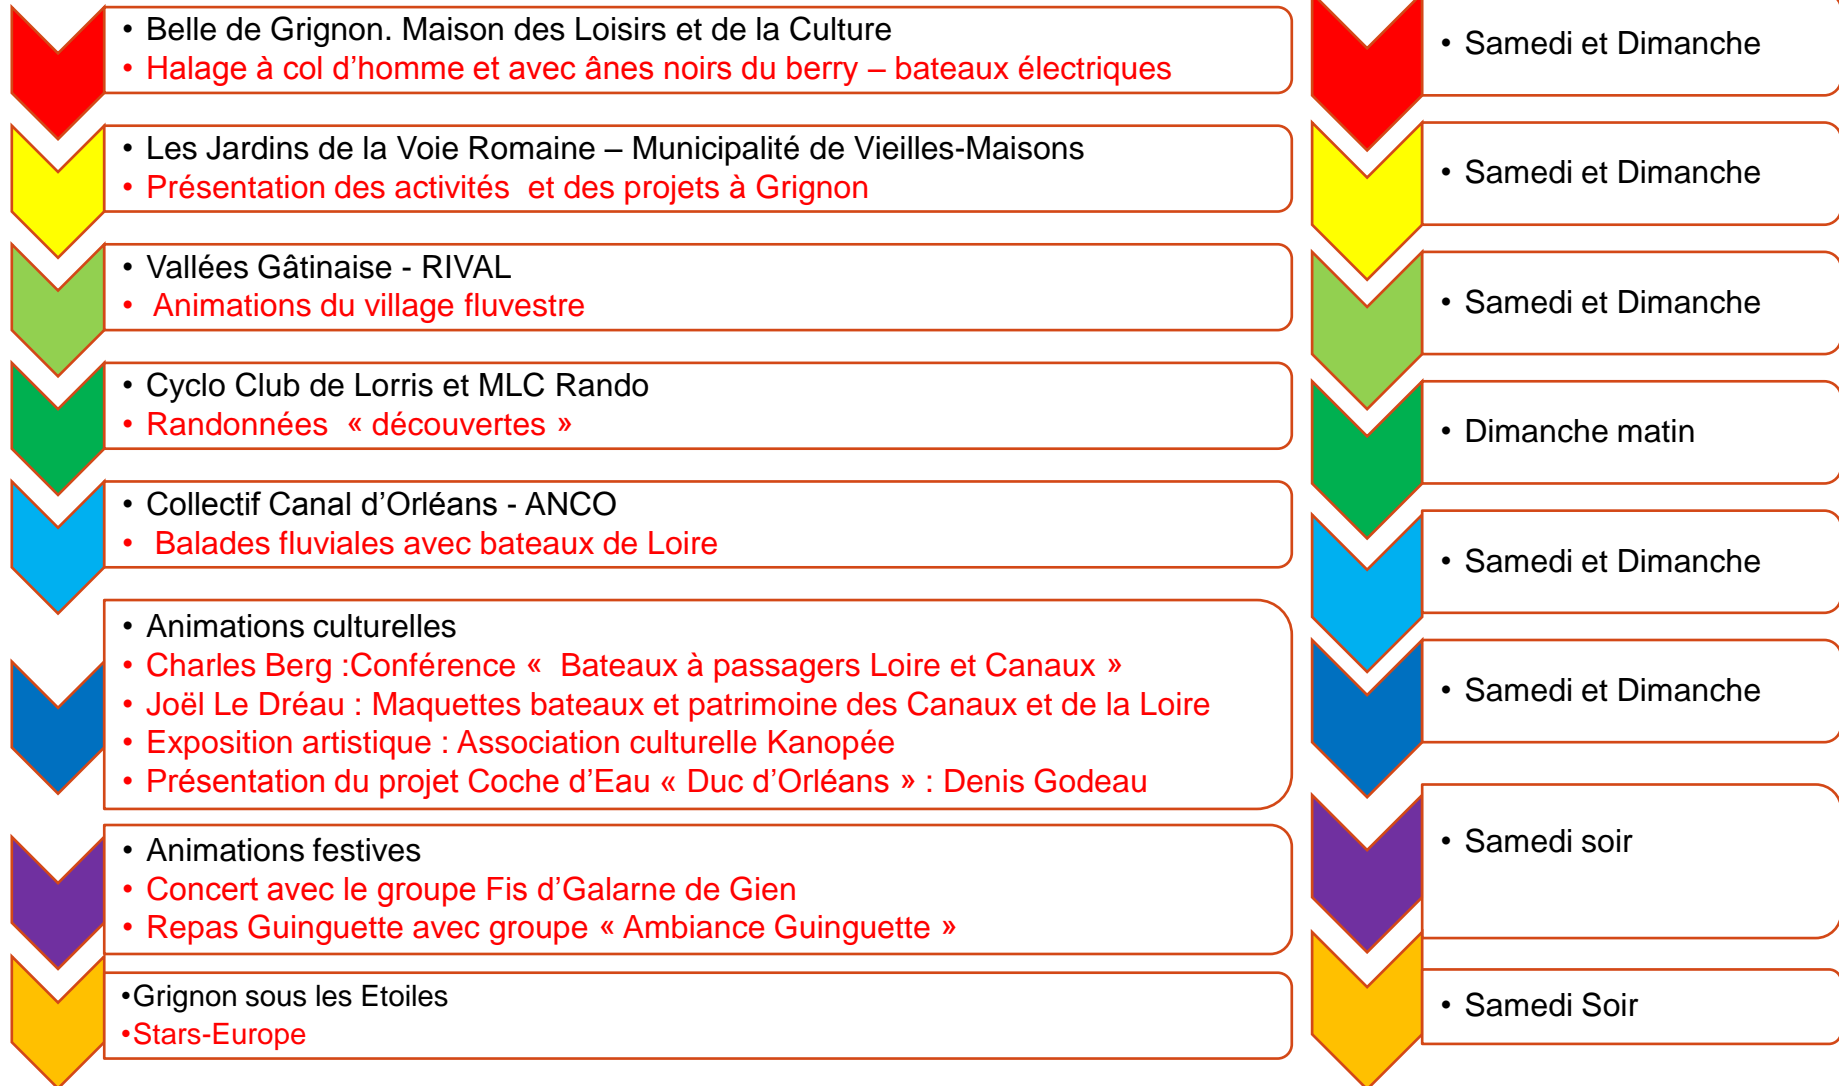 • Belle de Grignon. Maison des Loisirs et de la Culture
• Halage à col d’homme et avec ânes noirs du berry – bateaux électriques
• Samedi et Dimanche
• Les Jardins de la Voie Romaine – Municipalité de Vieilles-Maisons
• Présentation des activités et des projets à Grignon
• Samedi et Dimanche
• Vallées Gâtinaise - RIVAL
• Animations du village fluvestre
• Samedi et Dimanche
• Cyclo Club de Lorris et MLC Rando
• Randonnées « découvertes »
• Dimanche matin
• Collectif Canal d’Orléans - ANCO
• Balades fluviales avec bateaux de Loire
• Samedi et Dimanche
• Animations culturelles
• Charles Berg :Conférence « Bateaux à passagers Loire et Canaux »
• Joël Le Dréau : Maquettes bateaux et patrimoine des Canaux et de la Loire
• Exposition artistique : Association culturelle Kanopée
• Présentation du projet Coche d’Eau « Duc d’Orléans » : Denis Godeau
• Samedi et Dimanche
• Animations festives
• Concert avec le groupe Fis d’Galarne de Gien
• Repas Guinguette avec groupe « Ambiance Guinguette »
• Samedi soir
•Grignon sous les Etoiles
•Stars-Europe
• Samedi Soir